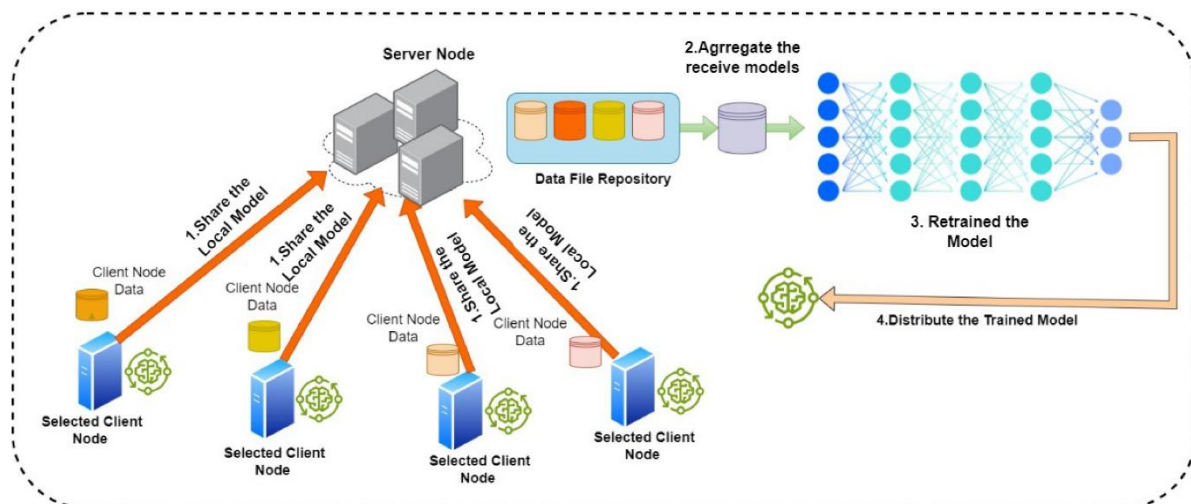 Server Node
2.Agrregate the
receive models
Data File Repository
3. Retrained the
Model
4.Distribute the Trained Model
1.Share the
Local Model
1.Share the
Local Model
1.Share the
Local Model
1.Share the
Local Model
Client Node
Data
Client Node
Data
Client Node
Data
Client Node
Data
Selected Client
Node
Selected Client
Node
Selected Client
Node
Selected Client
Node